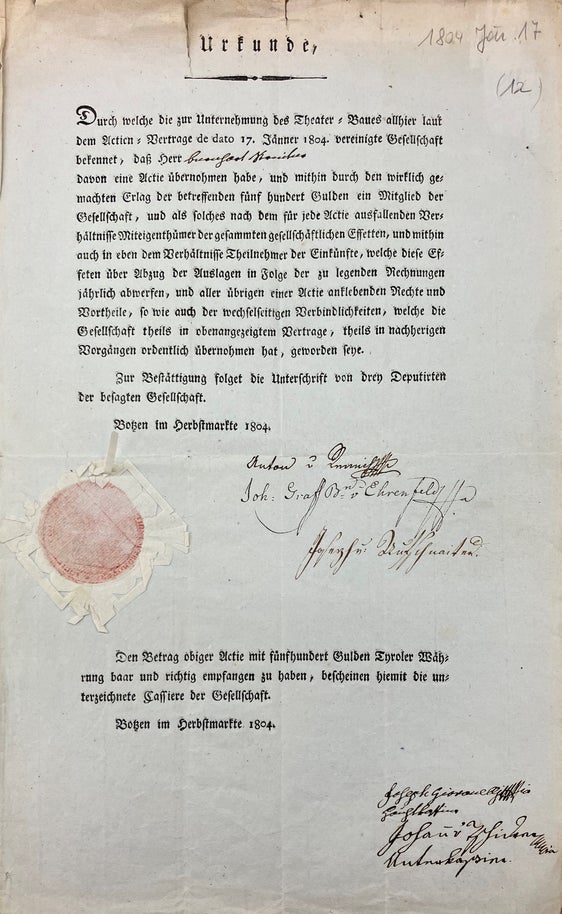 1804 Jän. 17
(12)
Urkunde,
Durch welche die zur Unternehmung des Theater-Baues allhier laut
dem Actien-Vertrage de dato 17. Jänner 1804. vereinigte Gesellschaft
bekennet, daß Herr
davon eine Actie übernohmen habe, und mithin durch den wirklich ge-
machten Erlag der betreffenden fünf hundert Gulden ein Mitglied der
Gesellschaft, und als solches nach dem für jede Actie ausfallenden Ver-
hältnisse Miteigenthümer der gesammten gesellschäftlichen Effetten, und mithin
auch in eben dem Verhältnisse Theilnehmer der Einkünfte, welche diese Ef-
feten über Abzug der Auslagen in Folge der zu legenden Rechnungen
jährlich abwerfen, und aller übrigen einer Actie anklebenden Rechte und
Vortheile, so wie auch der wechselseitigen Verbindlichkeiten, welche die
Gesellschaft theils in obenangezeigtem Vertrage, theils in nachherigen
Vorgängen ordentlich übernohmen hat, geworden seye.
Zur Bestättigung folget die Unterschrift von drey Deputirten
der besagten Gesellschaft.
Botzen im Herbstmarkte 1804.
Anton v
Joh: Graff v Ehrenfeld
Joseph v:
Den Betrag obiger Actie mit fünfhundert Gulden Tyroler Wäh-
rung baar und richtig empfangen zu haben, bescheinen hiemit die un-
terzeichnete Cassiere der Gesellschaft.
Botzen im Herbstmarkte 1804.
Joseph
Johann v
Unterkassier